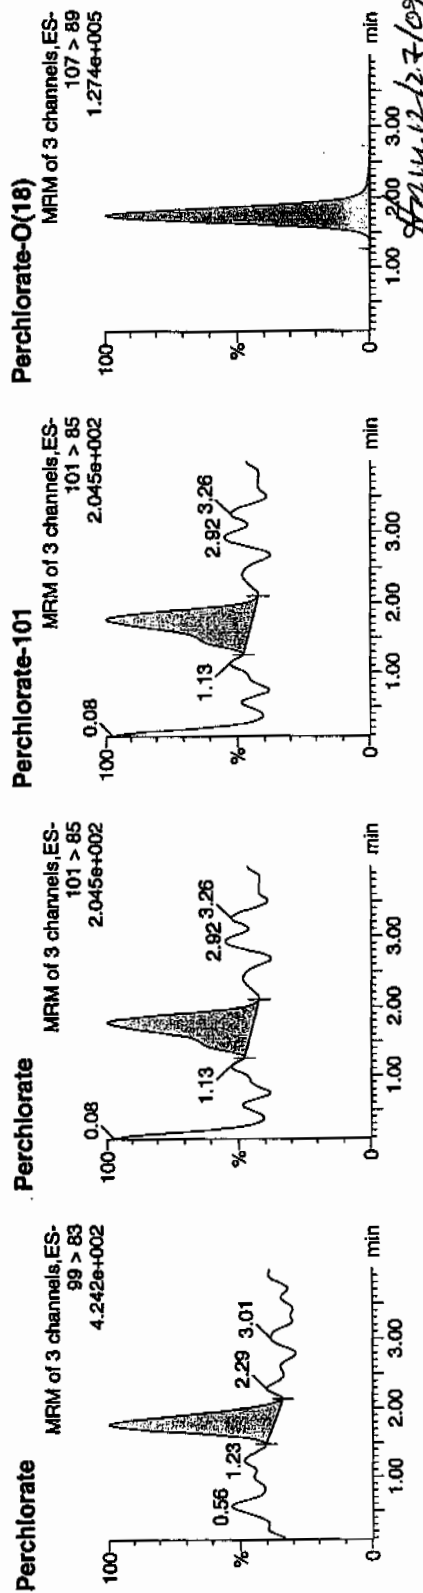 Perchlorate
MRM of 3 channels,ES-
99 > 83
4.242e+002
100
%
0
0.56
1.23
2.29
3.01
1.00
2.00
3.00
min
Perchlorate
MRM of 3 channels,ES-
101 > 85
2.045e+002
100
%
0
0.08
1.13
2.92
3.26
1.00
2.00
3.00
min
Perchlorate-101
MRM of 3 channels,ES-
101 > 85
2.045e+002
100
%
0
0.08
1.13
2.92
3.26
1.00
2.00
3.00
min
Perchlorate-O(18)
MRM of 3 channels,ES-
107 > 89
1.274e+005
100
%
0
1.00
2.00
3.00
min